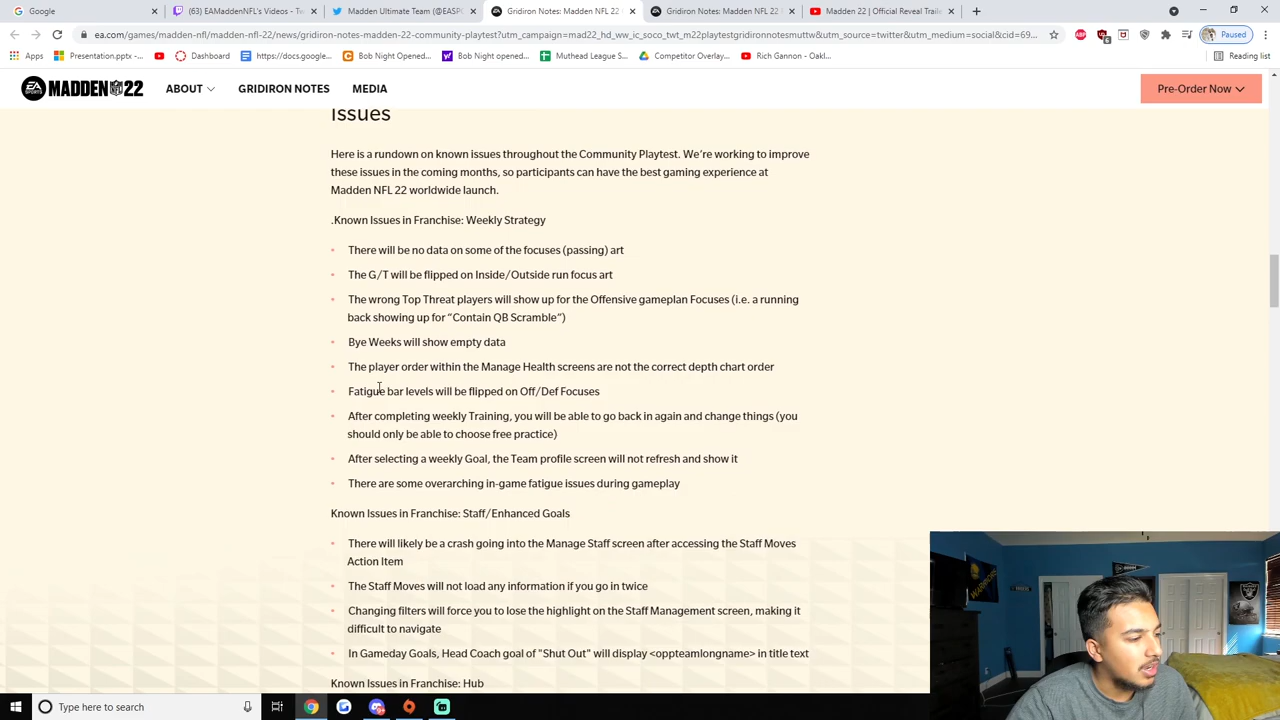 Google
(63) EAMaddenNFL's Videos - Tw
Madden Ultimate Team (@EASPO
Gridiron Notes: Madden NFL 22
Gridiron Notes: Madden NFL 22
Madden 22 | Official Reveal Traile
ea.com/games/madden-nfl/madden-nfl-22/news/gridiron-notes-madden-22-community-playtest?utm_campaign=mad22_hd_ww_ic_soco_twt_m22playtestgridironnotesmuttw&utm_source=twitter&utm_medium=social&cid=69...
Paused
Apps
Presentation.pptx -...
Dashboard
https://docs.google...
Bob Night opened...
Bob Night opened...
Muthead League S...
Competitor Overlay...
Rich Gannon - Oakl...
Reading list
EA SPORTS MADDEN NFL 22
ABOUT
GRIDIRON NOTES
MEDIA
Pre-Order Now
Issues
Here is a rundown on known issues throughout the Community Playtest. We're working to improve
these issues in the coming months, so participants can have the best gaming experience at
Madden NFL 22 worldwide launch.
.Known Issues in Franchise: Weekly Strategy
There will be no data on some of the focuses (passing) art
The G/T will be flipped on Inside/Outside run focus art
The wrong Top Threat players will show up for the Offensive gameplan Focuses (i.e. a running
back showing up for “Contain QB Scramble”)
Bye Weeks will show empty data
The player order within the Manage Health screens are not the correct depth chart order
Fatigue bar levels will be flipped on Off/Def Focuses
After completing weekly Training, you will be able to go back in again and change things (you
should only be able to choose free practice)
After selecting a weekly Goal, the Team profile screen will not refresh and show it
There are some overarching in-game fatigue issues during gameplay
Known Issues in Franchise: Staff/Enhanced Goals
There will likely be a crash going into the Manage Staff screen after accessing the Staff Moves
Action Item
The Staff Moves will not load any information if you go in twice
Changing filters will force you to lose the highlight on the Staff Management screen, making it
difficult to navigate
In Gameday Goals, Head Coach goal of "Shut Out" will display <oppteamlongname> in title text
Known Issues in Franchise: Hub
WARRIORS
RAIDERS
Type here to search